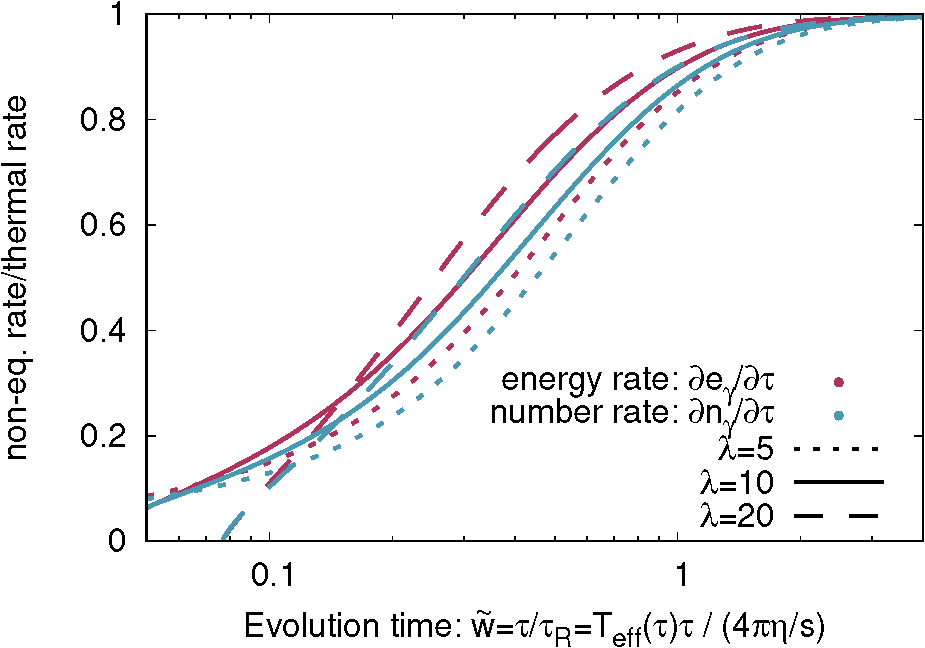 non-eq. rate/thermal rate
1
0.8
0.6
0.4
0.2
0
energy rate: ∂eγ/∂τ
number rate: ∂nγ/∂τ
λ=5
λ=10
λ=20
0.1
1
Evolution time: w̃=τ/τR=Teff(τ)τ / (4πη/s)